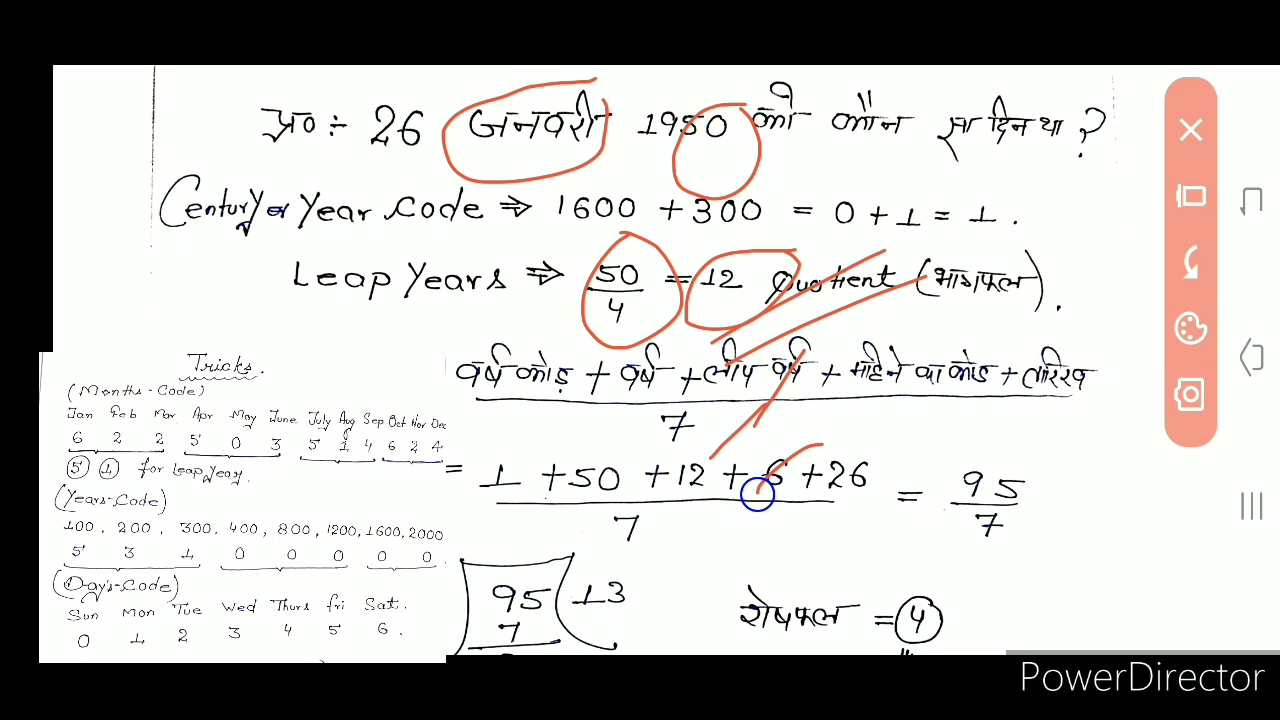 प्र० ÷ 26 जनवरी 1950 को कौन सा दिन था ?
Century or Year Code ⇒ 1600 + 300 = 0 + 1 = 1 .
Leap Years ⇒ 50/4 = 12 Quotient (भागफल) .
वर्ष कोड़ + वर्ष + लीप वर्ष + महिने का कोड + तारिख
7
= 1 + 50 + 12 + 6 + 26 = 95
7 7
95 13
7
शेषफल = 4
Tricks.
(Months-Code)
Jan Feb Mar Apr May June July Aug Sep Oct Nov Dec
6 2 2 5 0 3 5 1 4 6 2 4
5 1 for Leap year.
(Years-Code)
100, 200, 300, 400, 800, 1200, 1600, 2000
5 3 1 0 0 0 0 0
(Day's-Code)
Sun Mon Tue Wed Thurs fri Sat.
0 1 2 3 4 5 6 .
PowerDirector